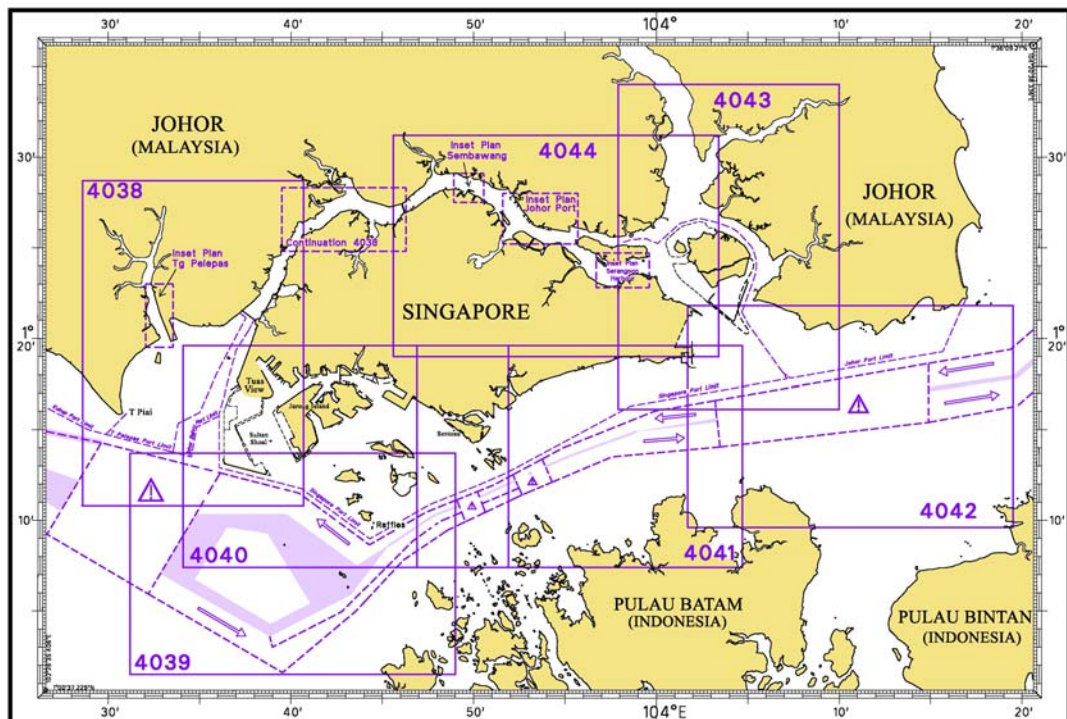 30'
40'
50'
104°
10'
20'
JOHOR
(MALAYSIA)
4043
Inset Plan
Sembawang
4044
30'
30'
4038
Inset Plan
Johor Port
JOHOR
(MALAYSIA)
Continuation 4038
Inset Plan
Tg Pelepas
Inset Plan
Serangoon
Harbour
SINGAPORE
1°
20'
1°
20'
Tuas
View
Jurong Island
Johor Port Limit
Singapore Port Limit
T Piai
Sultan
Shoal
Sentosa
Singapore Port Limit
Raffles
10'
10'
4040
4041
4042
PULAU BATAM
(INDONESIA)
PULAU BINTAN
(INDONESIA)
4039
30'
40'
50'
104°E
10'
20'